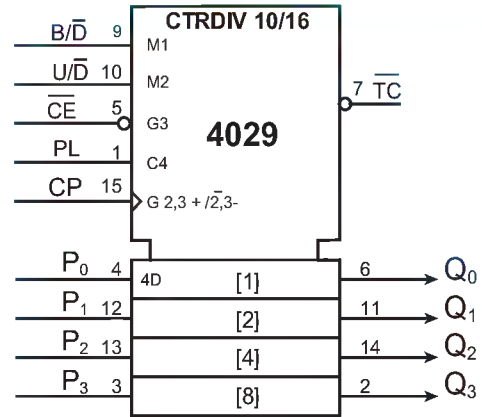 CTRDIV 10/16
B/D̅ 9 M1
U/D̅ 10 M2
C̅E̅ 5 G3
7 T̅C̅
4029
PL 1 C4
CP 15 G 2,3 + /2̅,3-
P₀ 4 4D [1] 6 Q₀
P₁ 12 [2] 11 Q₁
P₂ 13 [4] 14 Q₂
P₃ 3 [8] 2 Q₃